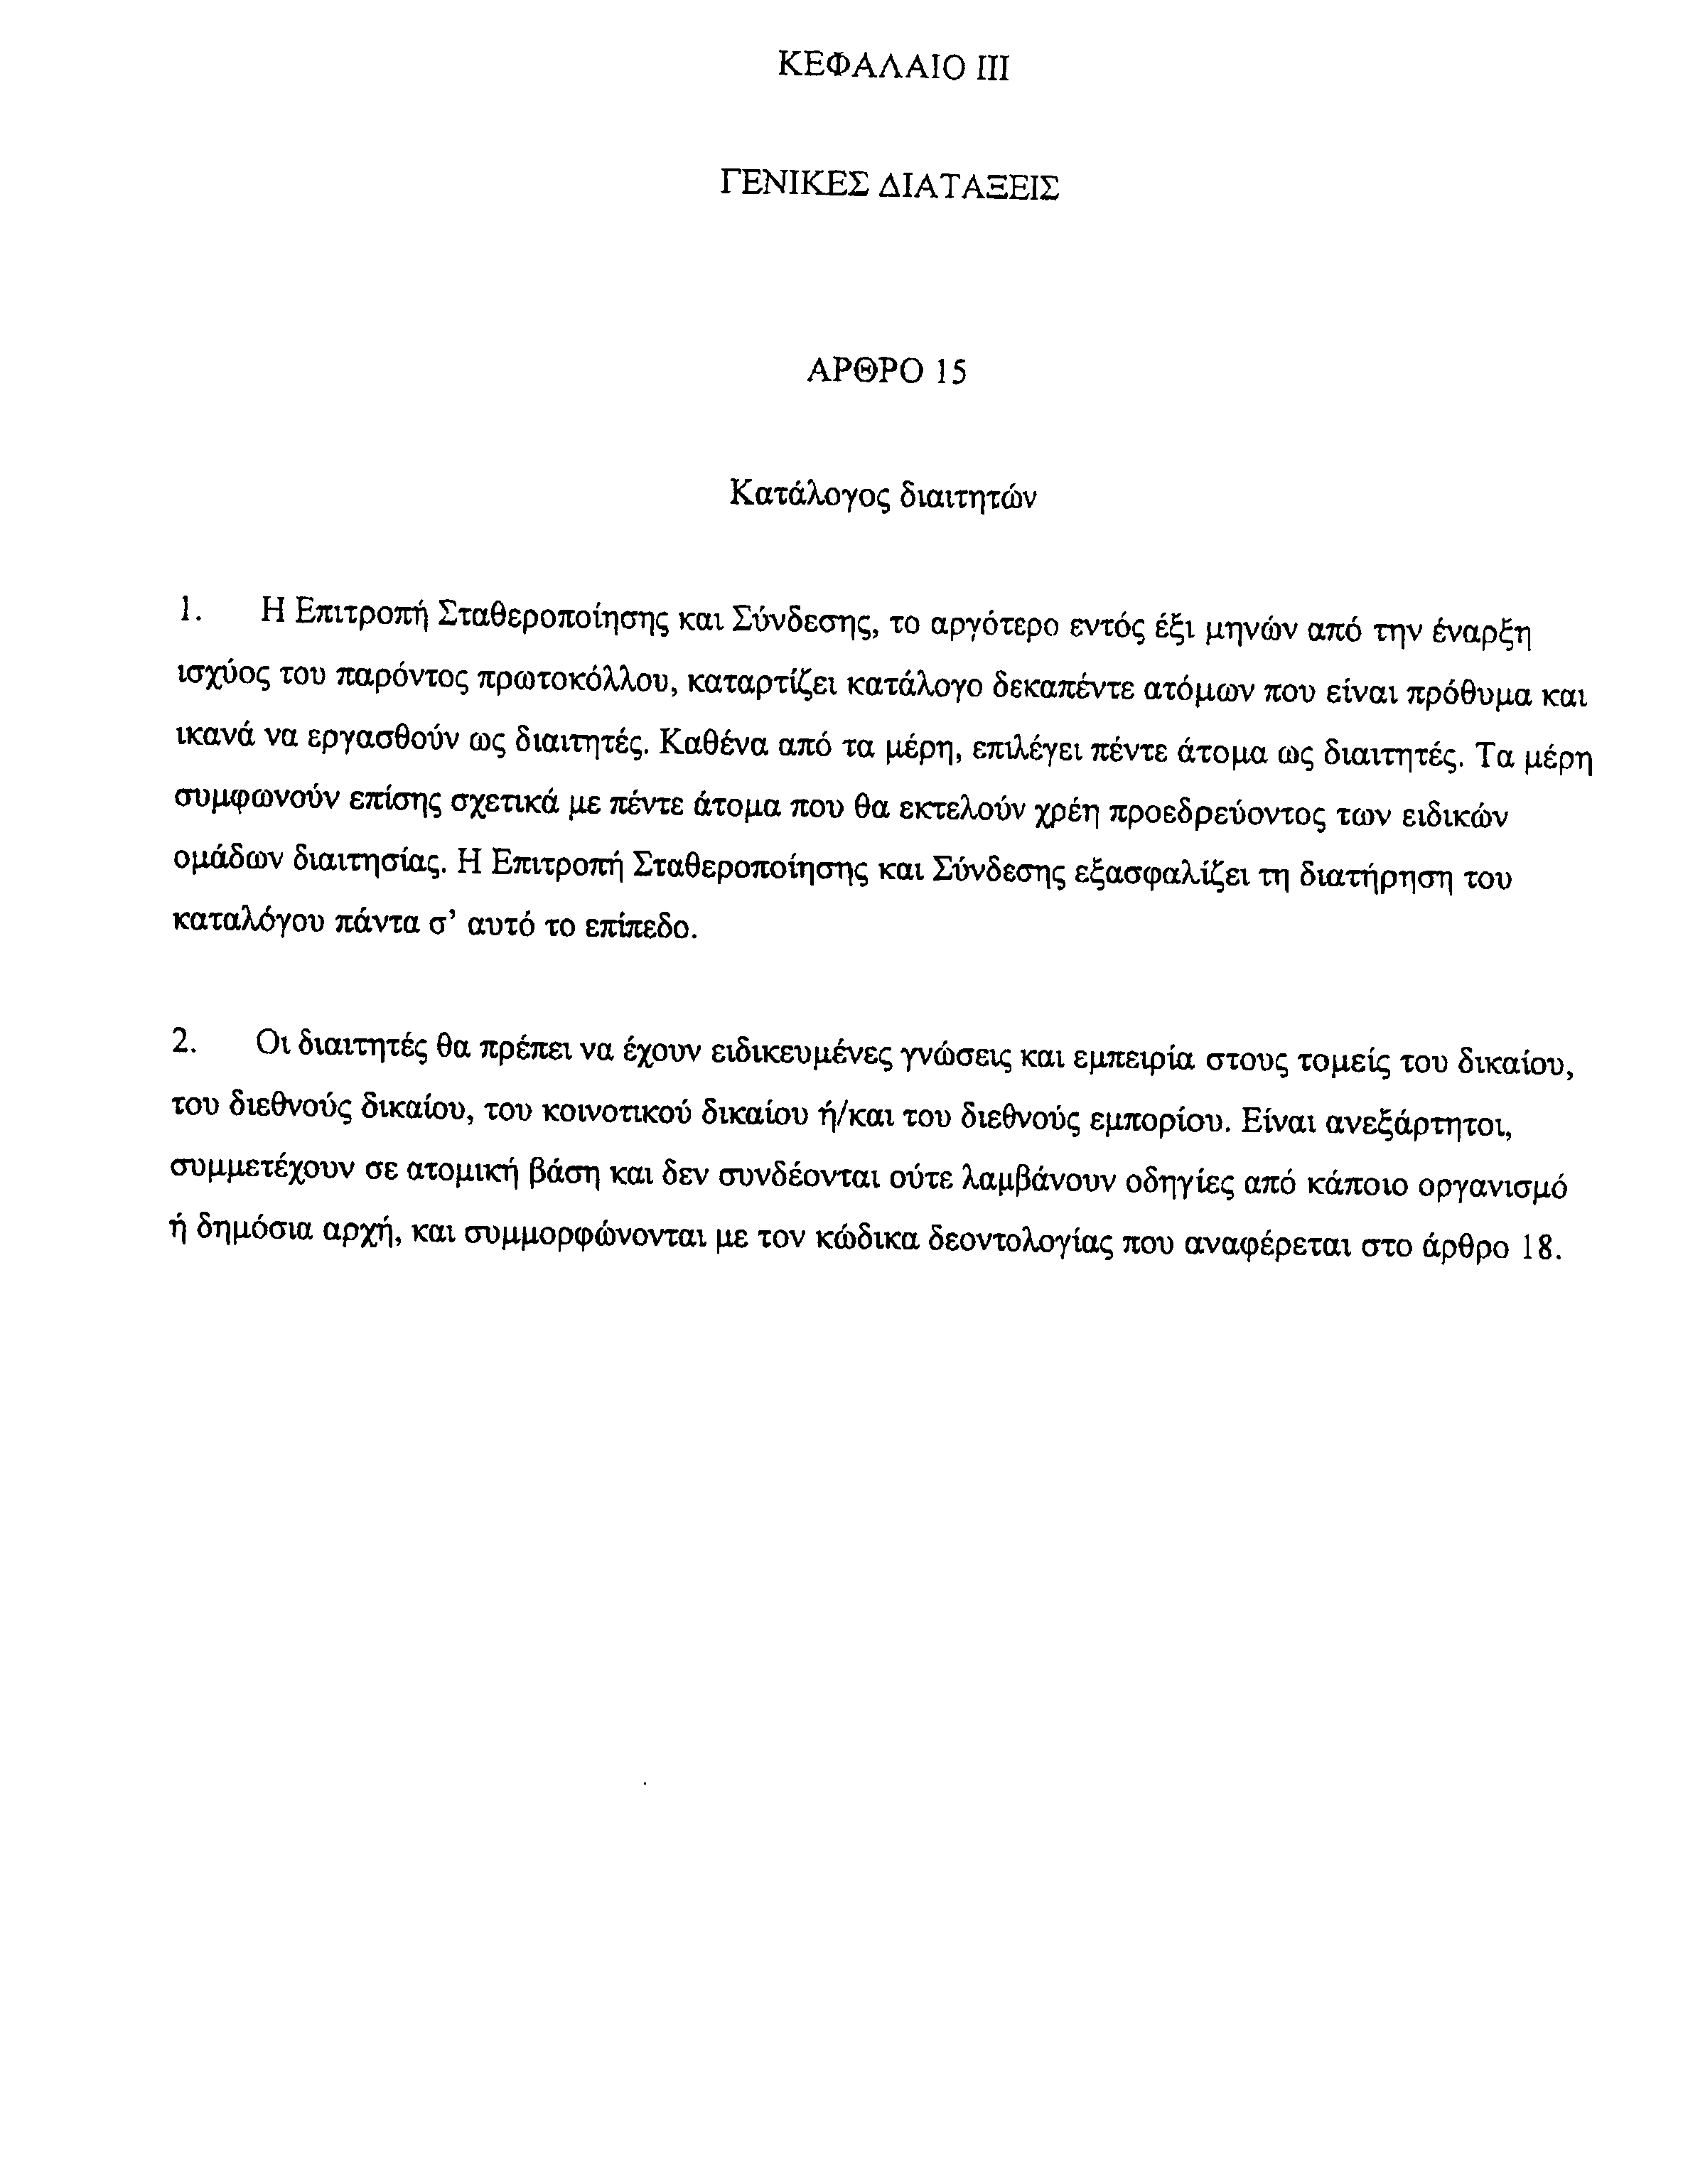 ΚΕΦΑΛΑΙΟ ΙΙΙ
ΓΕΝΙΚΕΣ ΔΙΑΤΑΞΕΙΣ
ΑΡΘΡΟ 15
Κατάλογος διαιτητών
1. Η Επιτροπή Σταθεροποίησης και Σύνδεσης, το αργότερο εντός έξι μηνών από την έναρξη
ισχύος του παρόντος πρωτοκόλλου, καταρτίζει κατάλογο δεκαπέντε ατόμων που είναι πρόθυμα και
ικανά να εργασθούν ως διαιτητές. Καθένα από τα μέρη, επιλέγει πέντε άτομα ως διαιτητές. Τα μέρη
συμφωνούν επίσης σχετικά με πέντε άτομα που θα εκτελούν χρέη προεδρεύοντος των ειδικών
ομάδων διαιτησίας. Η Επιτροπή Σταθεροποίησης και Σύνδεσης εξασφαλίζει τη διατήρηση του
καταλόγου πάντα σ’ αυτό το επίπεδο.
2. Οι διαιτητές θα πρέπει να έχουν ειδικευμένες γνώσεις και εμπειρία στους τομείς του δικαίου,
του διεθνούς δικαίου, του κοινοτικού δικαίου ή/και του διεθνούς εμπορίου. Είναι ανεξάρτητοι,
συμμετέχουν σε ατομική βάση και δεν συνδέονται ούτε λαμβάνουν οδηγίες από κάποιο οργανισμό
ή δημόσια αρχή, και συμμορφώνονται με τον κώδικα δεοντολογίας που αναφέρεται στο άρθρο 18.